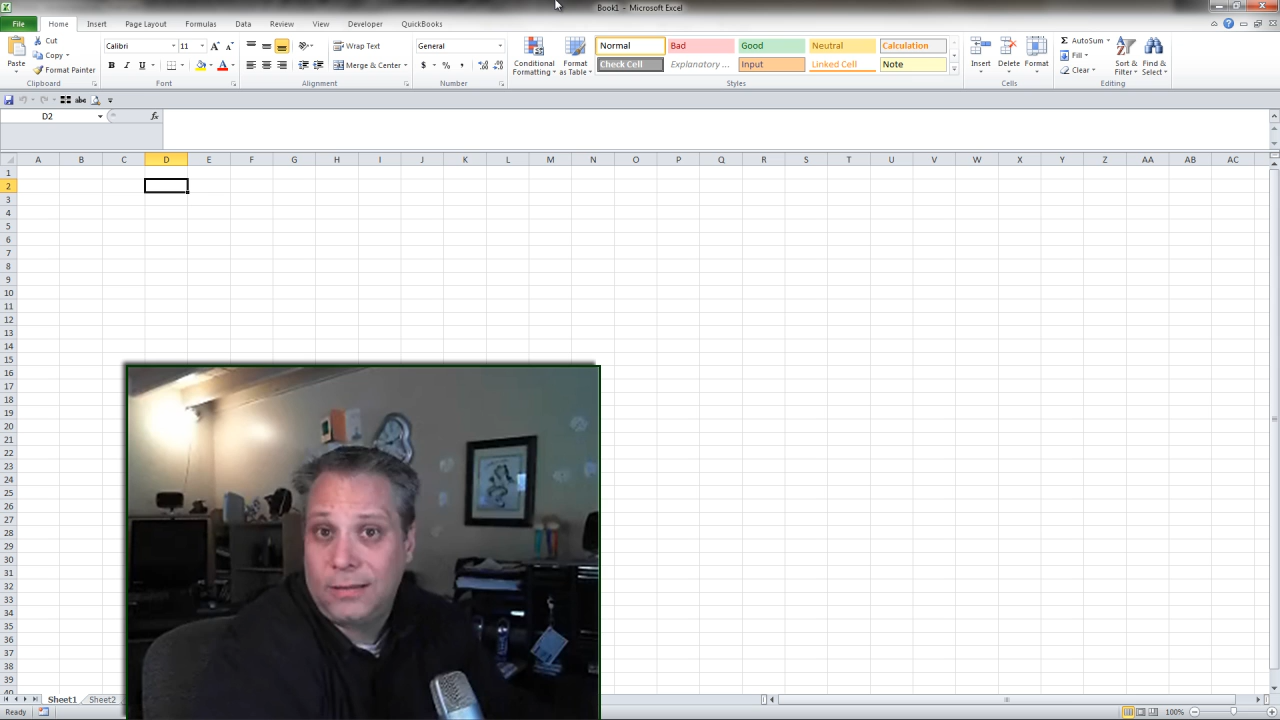 Book1 - Microsoft Excel
File Home Insert Page Layout Formulas Data Review View Developer QuickBooks
Paste
Cut
Copy
Format Painter
Clipboard
Calibri 11
B I U
Font
Wrap Text
Merge & Center
Alignment
General
$ % ,
Number
Conditional
Formatting
Format
as Table
Normal Bad Good Neutral Calculation
Check Cell Explanatory ... Input Linked Cell Note
Styles
Insert Delete Format
Cells
AutoSum
Fill
Clear
Sort &
Filter
Find &
Select
Editing
D2 fx
A B C D E F G H I J K L M N O P Q R S T U V W X Y Z AA AB AC
1
2
3
4
5
6
7
8
9
10
11
12
13
14
15
16
17
18
19
20
21
22
23
24
25
26
27
28
29
30
31
32
33
34
35
36
37
38
39
40
Sheet1 Sheet2
Ready 100%